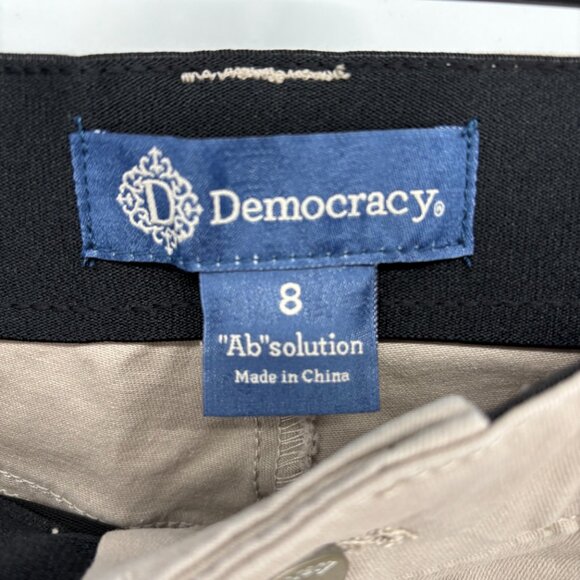 D Democracy®
8
"Ab"solution
Made in China